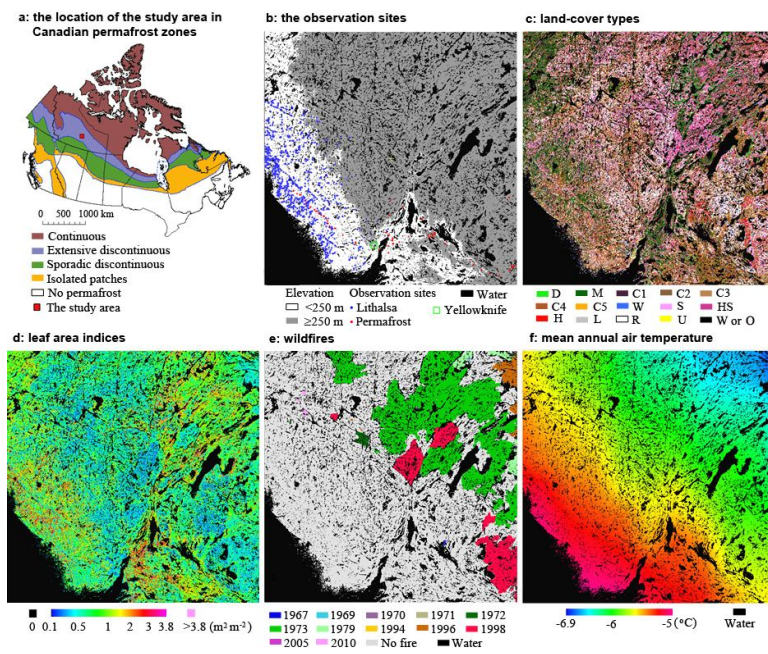 a: the location of the study area in
Canadian permafrost zones
0 500 1000 km
Continuous
Extensive discontinuous
Sporadic discontinuous
Isolated patches
No permafrost
The study area
b: the observation sites
Elevation Observation sites Water
<250 m Lithalsa Yellowknife
≥250 m Permafrost
c: land-cover types
D M C1 C2 C3
C4 C5 W S HS
H L R U W or O
d: leaf area indices
0 0.1 0.5 1 2 3 3.8 >3.8 (m² m⁻²)
e: wildfires
1967 1969 1970 1971 1972
1973 1979 1994 1996 1998
2005 2010 No fire Water
f: mean annual air temperature
-6.9 -6 -5 (°C) Water